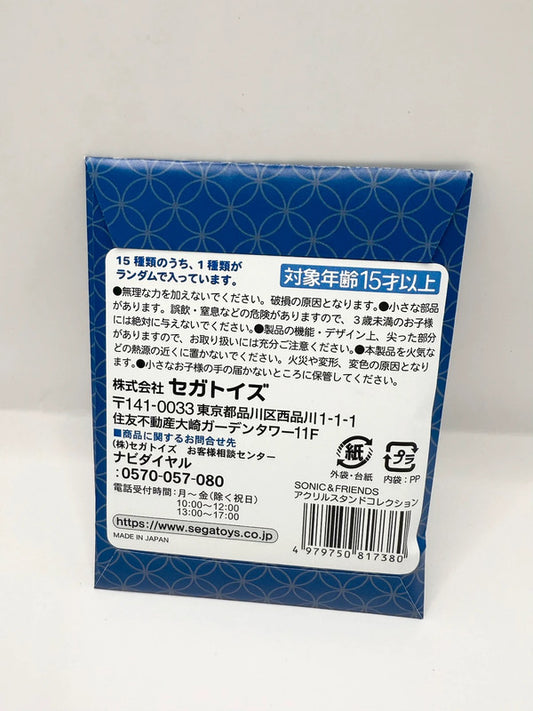 15種類のうち、1種類が
ランダムで入っています。
対象年齢15才以上
●無理な力を加えないでください。破損の原因となります。●小さな部品
があります。誤飲・窒息などの危険がありますので、3歳未満のお子様
には絶対に与えないでください。●製品の機能・デザイン上、尖った部分
がありますので、お取り扱いには充分ご注意ください。●本製品を火気な
どの熱源の近くに置かないでください。火災や変形、変色の原因となりま
す。●小さなお子様の手の届かないところに保管してください。
株式会社 セガトイズ
〒141-0033 東京都品川区西品川1-1-1
住友不動産大崎ガーデンタワー11F
■商品に関するお問合せ先
(株)セガトイズ お客様相談センター
ナビダイヤル
:0570-057-080
電話受付時間:月〜金(除く祝日)
10:00〜12:00
13:00〜17:00
https://www.segatoys.co.jp
MADE IN JAPAN
紙
外袋・台紙
プラ
内袋:PP
SONIC&FRIENDS
アクリルスタンドコレクション
4 979750 817380